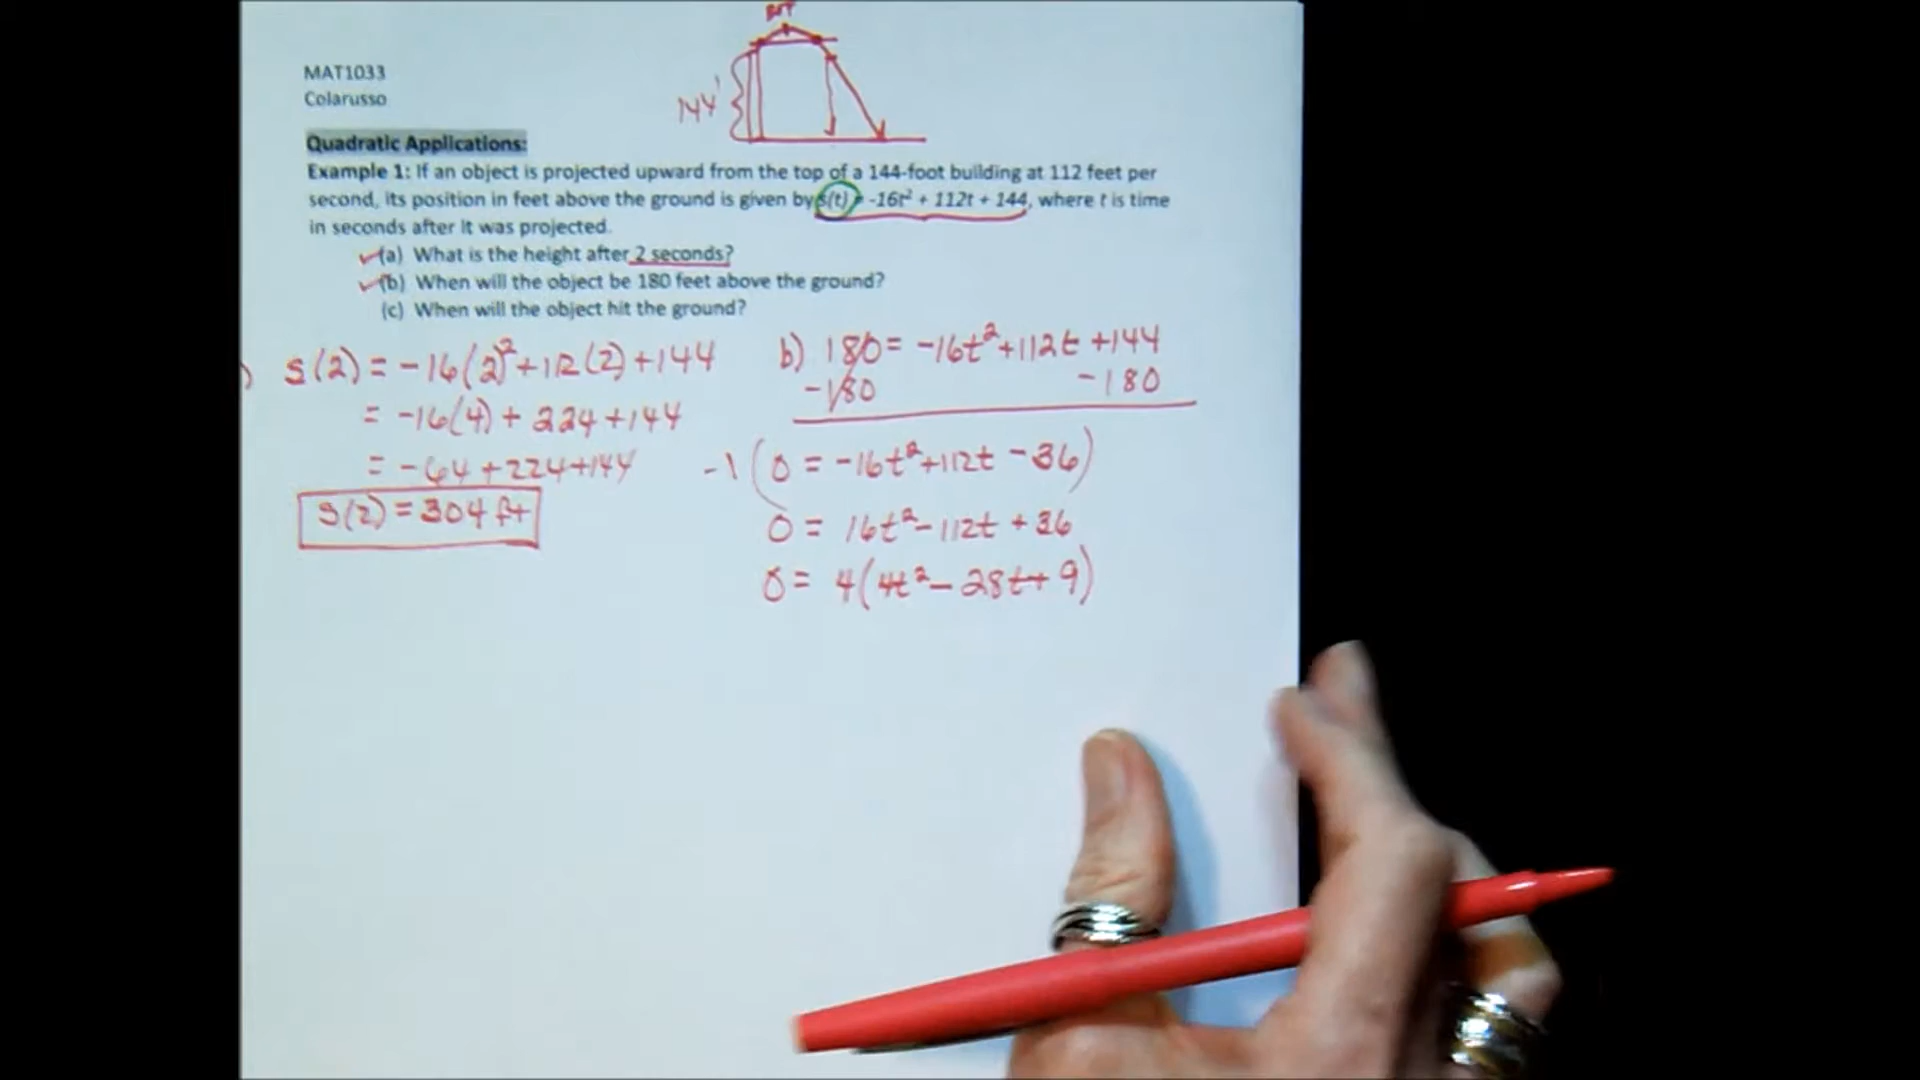 BOT
MAT1033
144'
Colarusso
Quadratic Applications:
Example 1: If an object is projected upward from the top of a 144-foot building at 112 feet per
second, its position in feet above the ground is given by s(t) = -16t² + 112t + 144, where t is time
in seconds after it was projected.
(a) What is the height after 2 seconds?
(b) When will the object be 180 feet above the ground?
(c) When will the object hit the ground?
) s(2) = -16(2)² + 112(2) + 144
= -16(4) + 224 + 144
= -64 + 224 + 144
s(2) = 304 ft
b) 180 = -16t² + 112t + 144
-180 -180
-1(0 = -16t² + 112t - 36)
0 = 16t² - 112t + 36
0 = 4(4t² - 28t + 9)